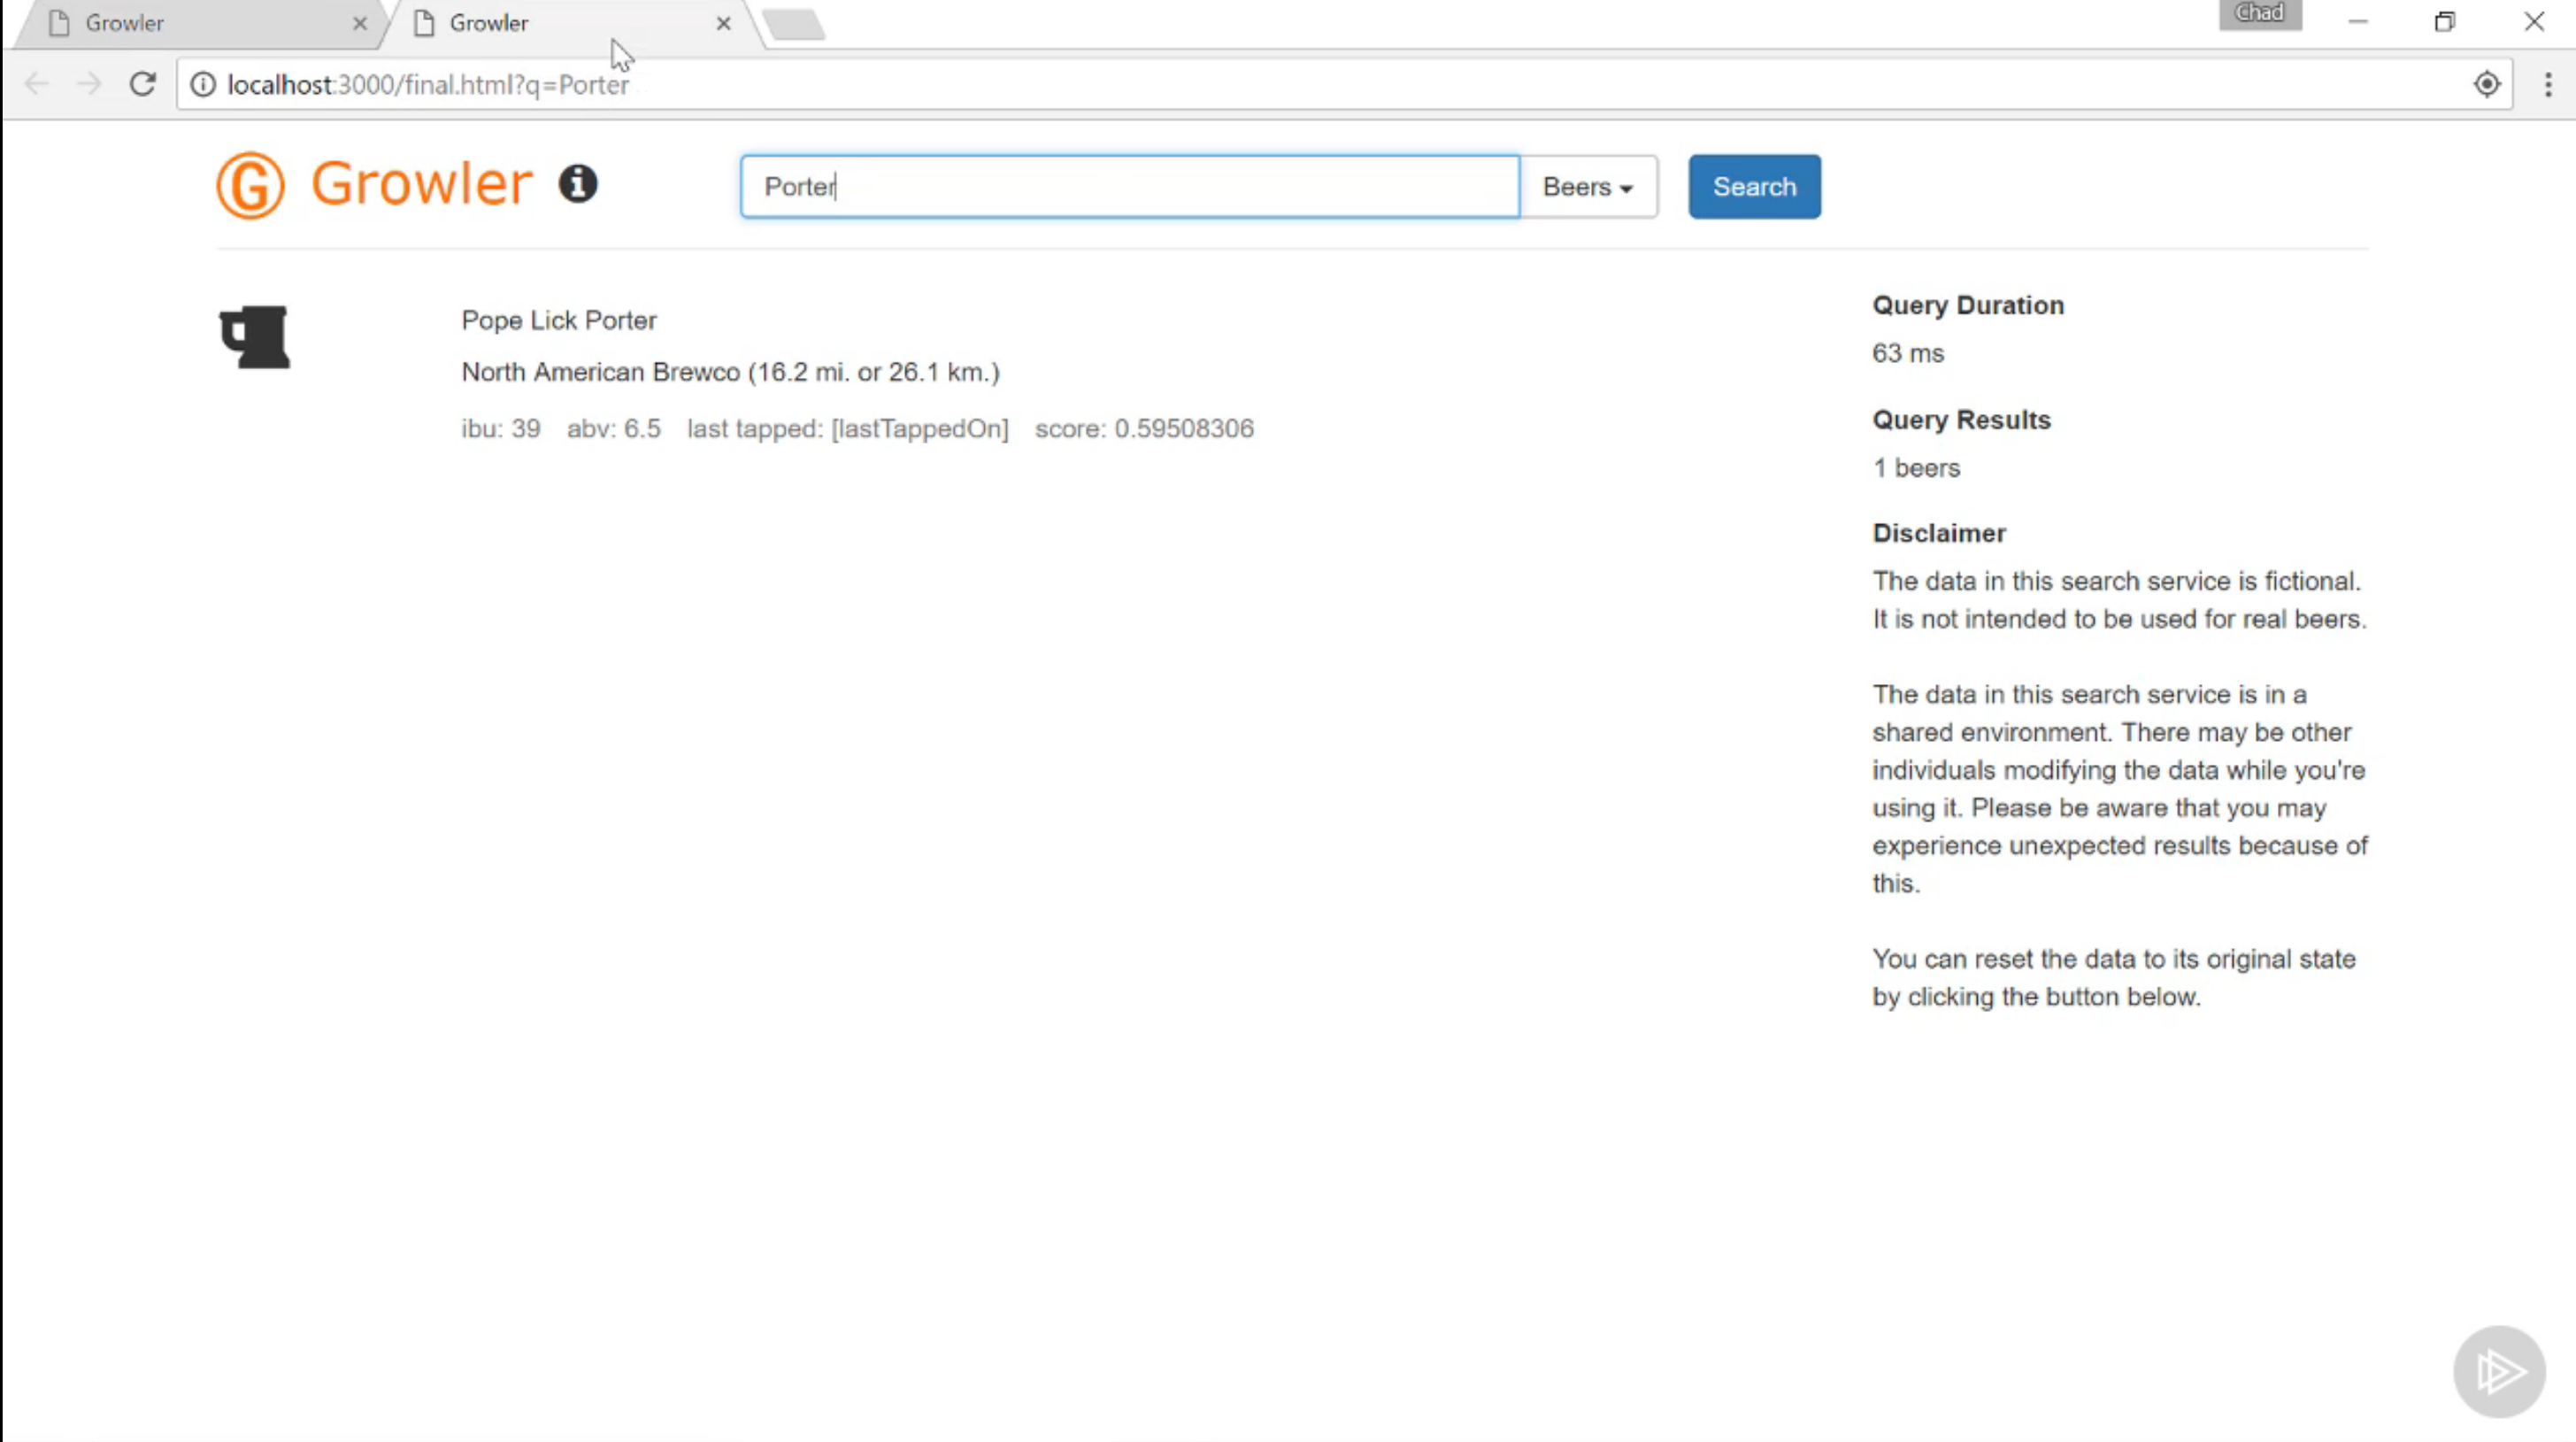 Growler
Growler
Chad
localhost:3000/final.html?q=Porter
G Growler
Porter
Beers
Search
Pope Lick Porter
North American Brewco (16.2 mi. or 26.1 km.)
ibu: 39 abv: 6.5 last tapped: [lastTappedOn] score: 0.59508306
Query Duration
63 ms
Query Results
1 beers
Disclaimer
The data in this search service is fictional.
It is not intended to be used for real beers.
The data in this search service is in a
shared environment. There may be other
individuals modifying the data while you're
using it. Please be aware that you may
experience unexpected results because of
this.
You can reset the data to its original state
by clicking the button below.